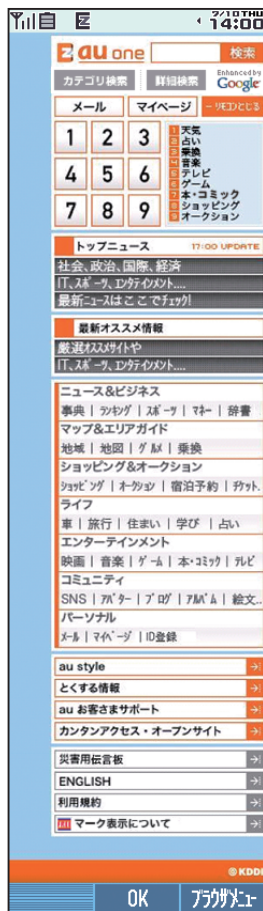 7/10 THU
14:00
au one 検索
カテゴリ検索 詳細検索 Enhanced by Google
メール マイページ −リモコンとじる
1 2 3
4 5 6
7 8 9
1 天気
2 占い
3 乗換
4 音楽
5 テレビ
6 ゲーム
7 本・コミック
8 ショッピング
9 オークション
トップニュース 17:00 UPDATE
社会、政治、国際、経済
IT、スポーツ、エンタテイメント....
最新ニュースはここでチェック!
最新オススメ情報
厳選オススメサイトや
IT、スポーツ、エンタテイメント....
ニュース&ビジネス
事典 | ランキング | スポーツ | マネー | 辞書
マップ&エリアガイド
地域 | 地図 | グルメ | 乗換
ショッピング&オークション
ショッピング | オークション | 宿泊予約 | チケット.
ライフ
車 | 旅行 | 住まい | 学び | 占い
エンターテインメント
映画 | 音楽 | ゲーム | 本・コミック | テレビ
コミュニティ
SNS | アバター | ブログ | アルバム | 絵文..
パーソナル
メール | マイページ | ID登録
au style
とくする情報
au お客さまサポート
カンタンアクセス・オープンサイト
災害用伝言板
ENGLISH
利用規約
マーク表示について
© KDDI
OK ブラウザメニュー